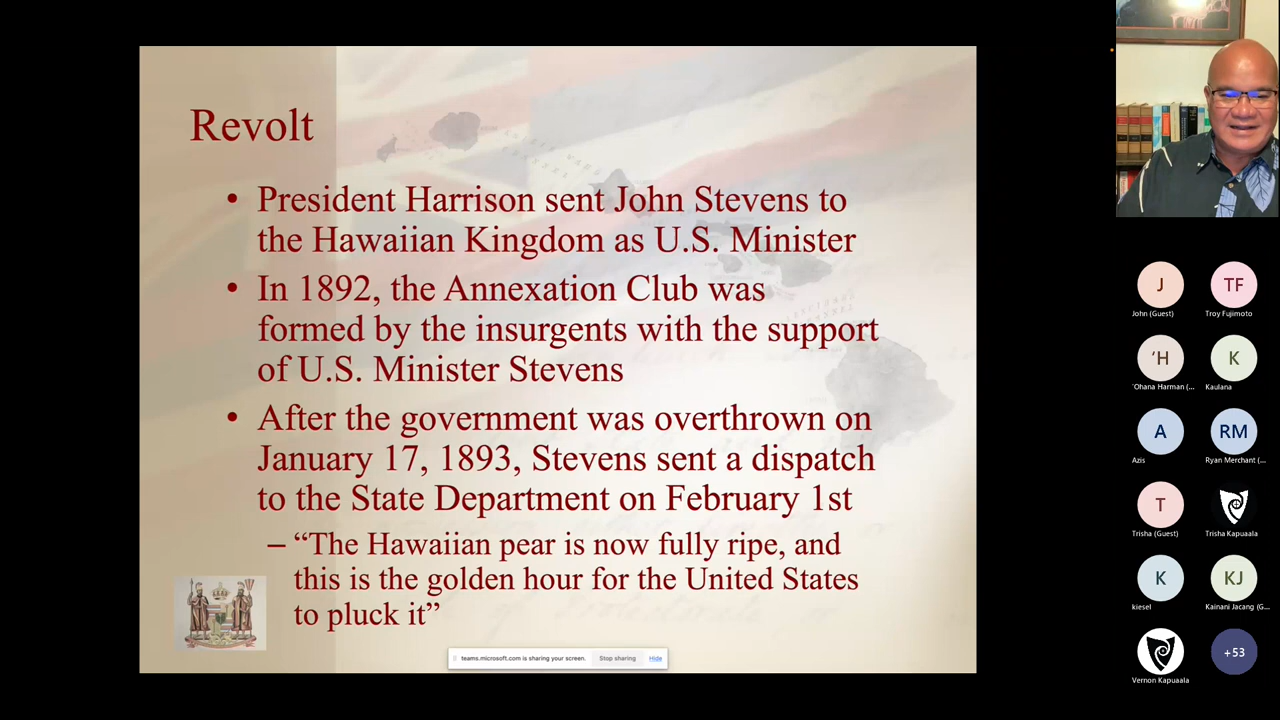 Revolt
• President Harrison sent John Stevens to
the Hawaiian Kingdom as U.S. Minister
• In 1892, the Annexation Club was
formed by the insurgents with the support
of U.S. Minister Stevens
• After the government was overthrown on
January 17, 1893, Stevens sent a dispatch
to the State Department on February 1st
– “The Hawaiian pear is now fully ripe, and
this is the golden hour for the United States
to pluck it”
teams.microsoft.com is sharing your screen. Stop sharing Hide
J TF
John (Guest) Troy Fujimoto
‘H K
‘Ohana Harman (... Kaulana
A RM
Azis Ryan Merchant (...
T
Trisha (Guest) Trisha Kapuaala
K KJ
kiesel Kainani Jacang (G...
+53
Vernon Kapuaala